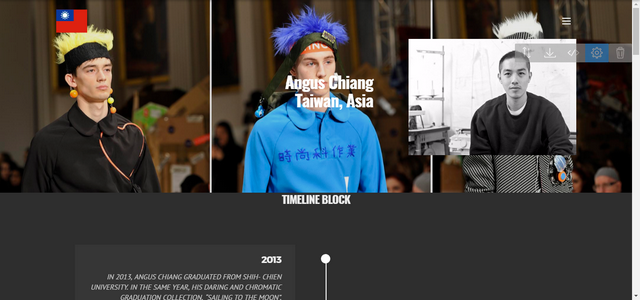 Angus Chiang
Taiwan, Asia
時尚科作業
TIMELINE BLOCK
2013
IN 2013, ANGUS CHIANG GRADUATED FROM SHIH- CHIEN
UNIVERSITY. IN THE SAME YEAR, HIS DARING AND CHROMATIC
GRADUATION COLLECTION, "SAILING TO THE MOON",